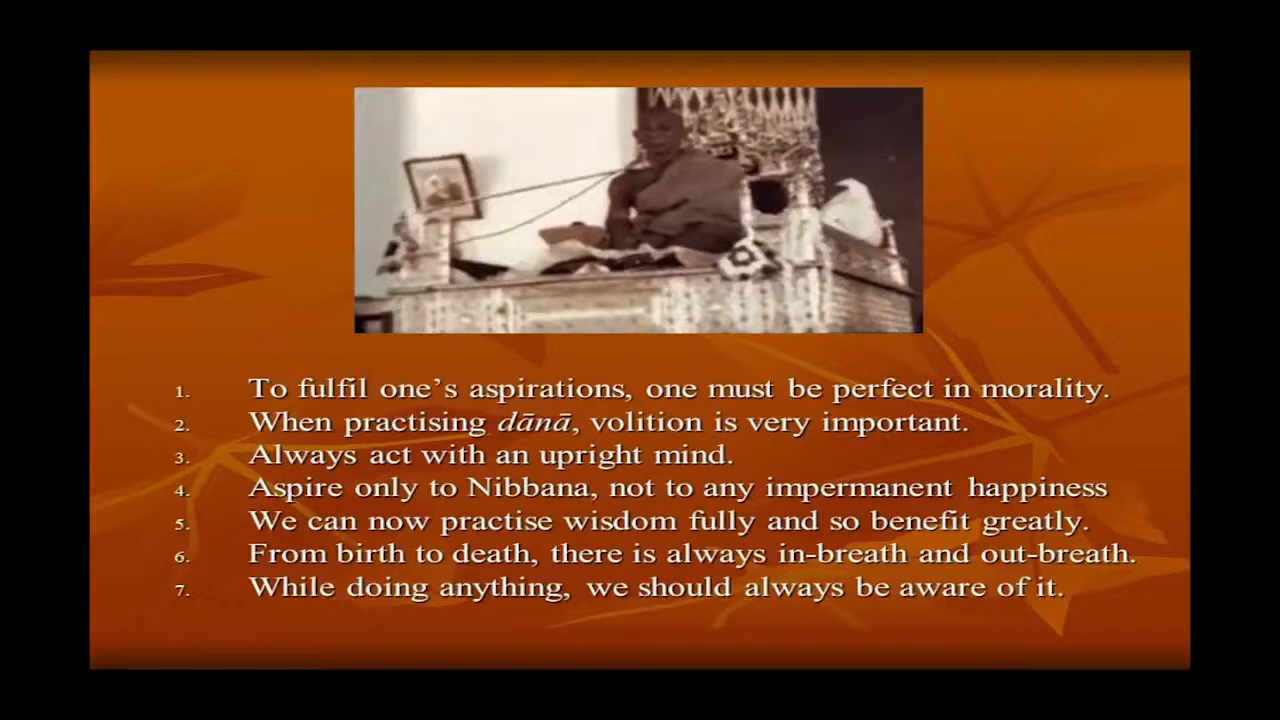 1. To fulfil one's aspirations, one must be perfect in morality.
2. When practising dānā, volition is very important.
3. Always act with an upright mind.
4. Aspire only to Nibbana, not to any impermanent happiness
5. We can now practise wisdom fully and so benefit greatly.
6. From birth to death, there is always in-breath and out-breath.
7. While doing anything, we should always be aware of it.